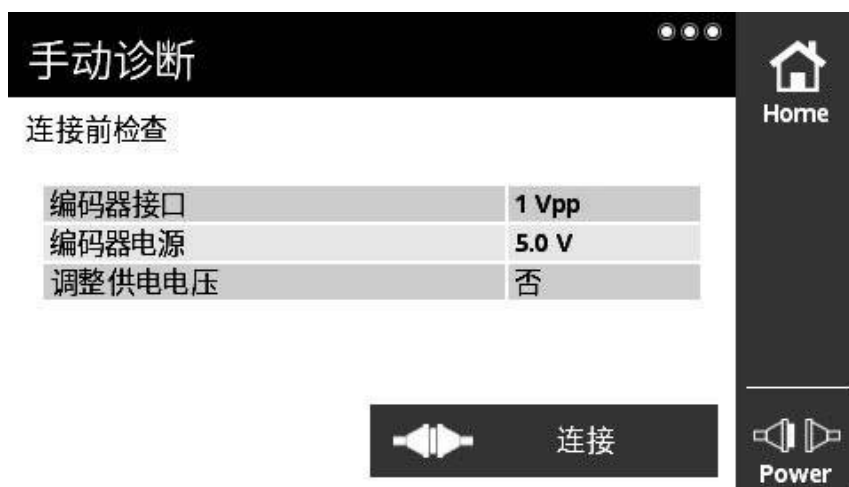 手动诊断
Home
连接前检查
编码器接口 1 Vpp
编码器电源 5.0 V
调整供电电压 否
连接
Power